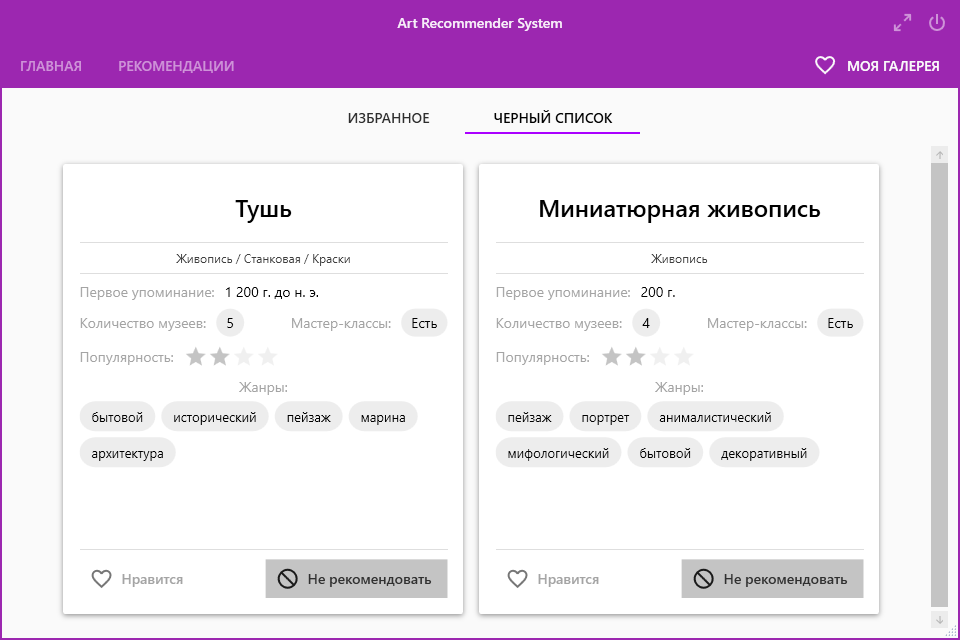 Art Recommender System
ГЛАВНАЯ РЕКОМЕНДАЦИИ МОЯ ГАЛЕРЕЯ
ИЗБРАННОЕ ЧЕРНЫЙ СПИСОК
Тушь
Живопись / Станковая / Краски
Первое упоминание: 1 200 г. до н. э.
Количество музеев: 5 Мастер-классы: Есть
Популярность:
Жанры:
бытовой исторический пейзаж марина
архитектура
Нравится Не рекомендовать
Миниатюрная живопись
Живопись
Первое упоминание: 200 г.
Количество музеев: 4 Мастер-классы: Есть
Популярность:
Жанры:
пейзаж портрет анималистический
мифологический бытовой декоративный
Нравится Не рекомендовать